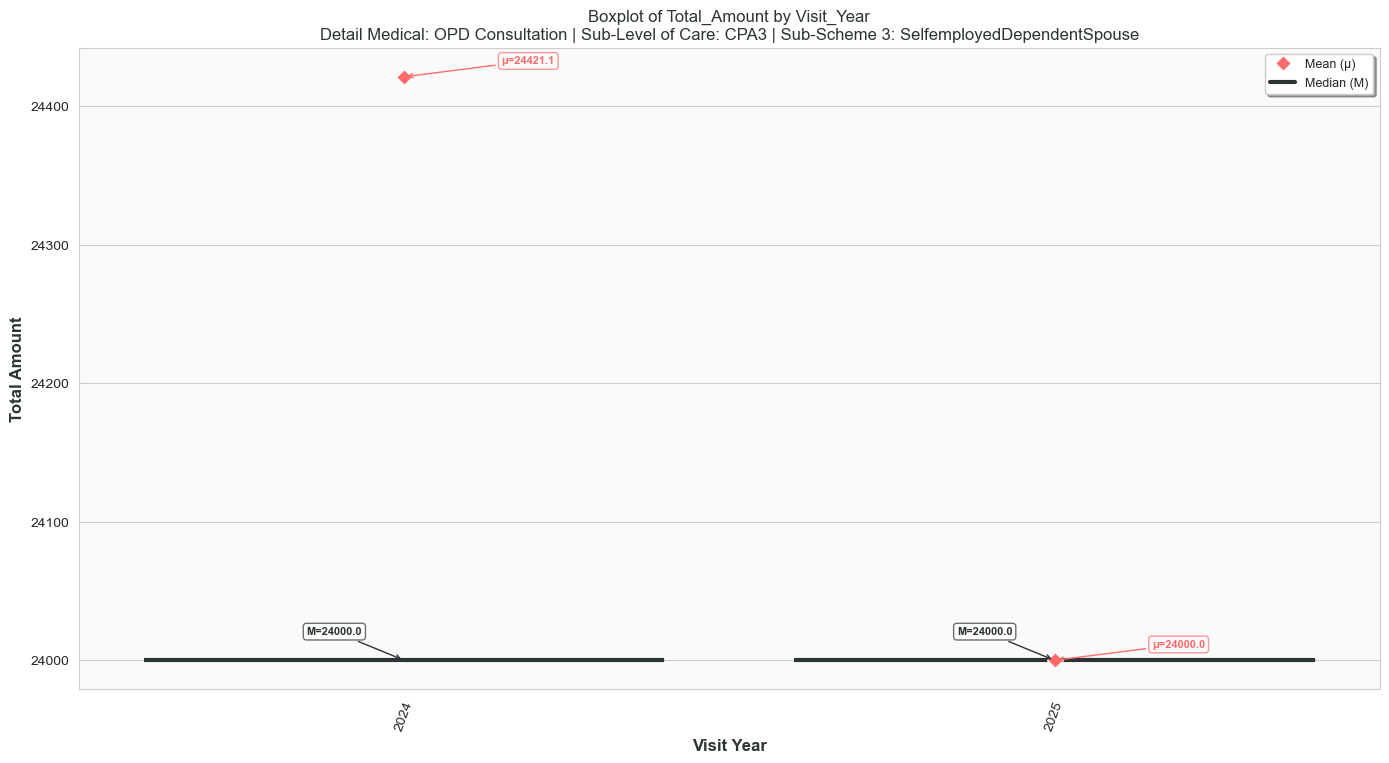 Boxplot of Total_Amount by Visit_Year
Detail Medical: OPD Consultation | Sub-Level of Care: CPA3 | Sub-Scheme 3: SelfemployedDependentSpouse
μ=24421.1
Mean (μ)
Median (M)
24400
24300
24200
24100
24000
Total Amount
M=24000.0
M=24000.0
μ=24000.0
2024
2025
Visit Year